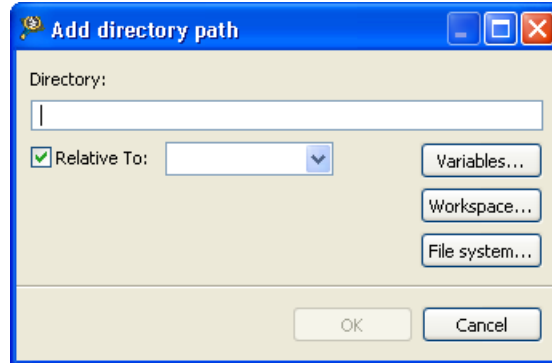 Add directory path
Directory:
Relative To:
Variables...
Workspace...
File system...
OK
Cancel